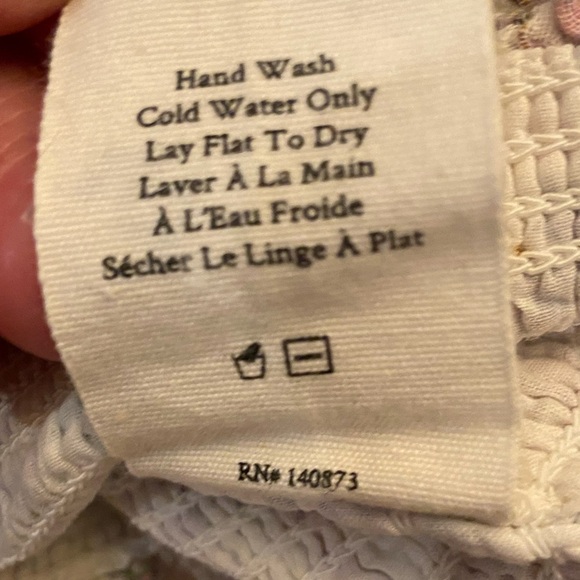 Hand Wash
Cold Water Only
Lay Flat To Dry
Laver À La Main
À L'Eau Froide
Sécher Le Linge À Plat
RN# 140873